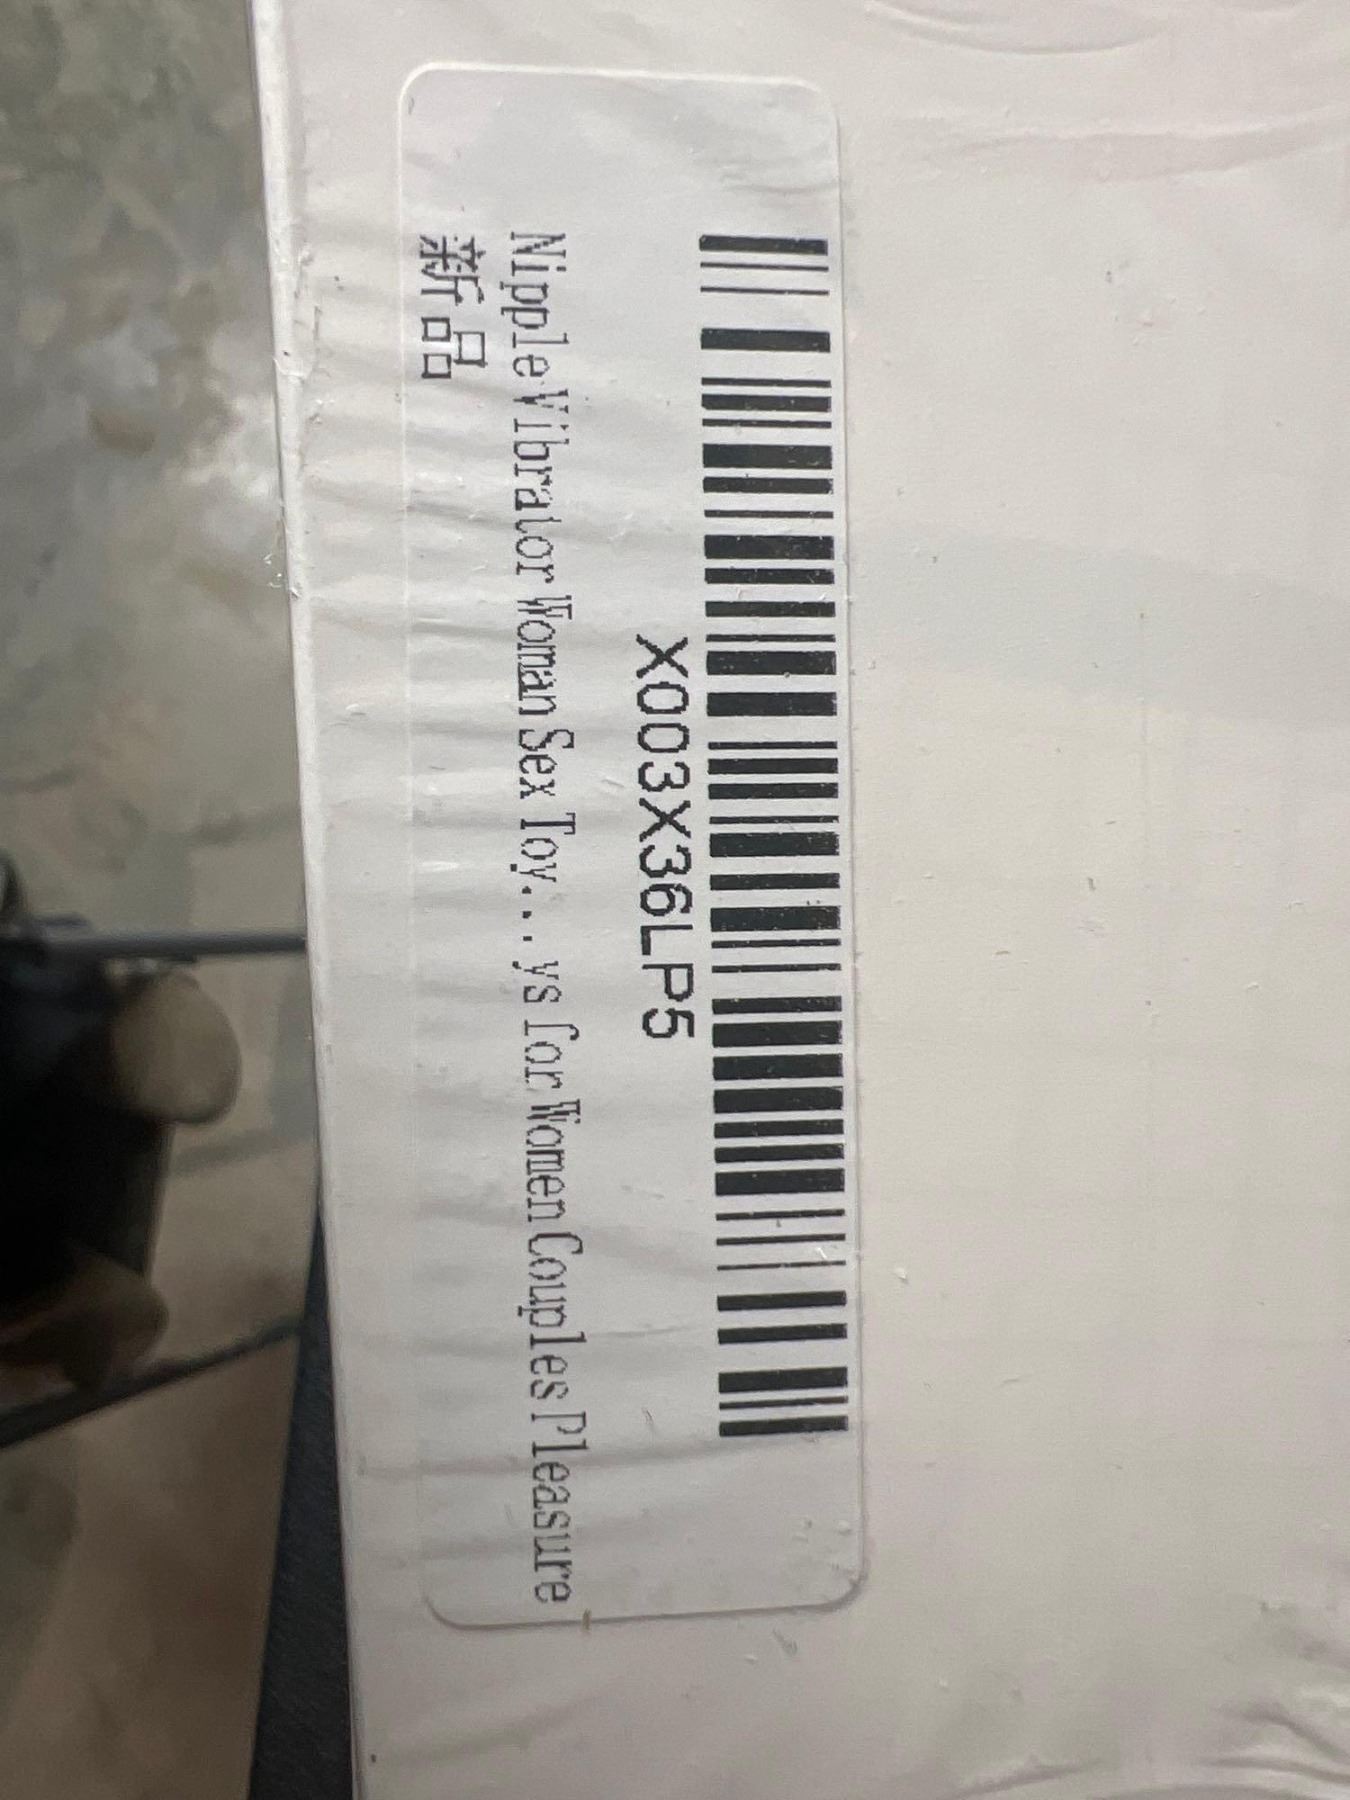 X003X36LP5
Nipple Vibrator Woman Sex Toy...ys for Women Couples Pleasure
新品